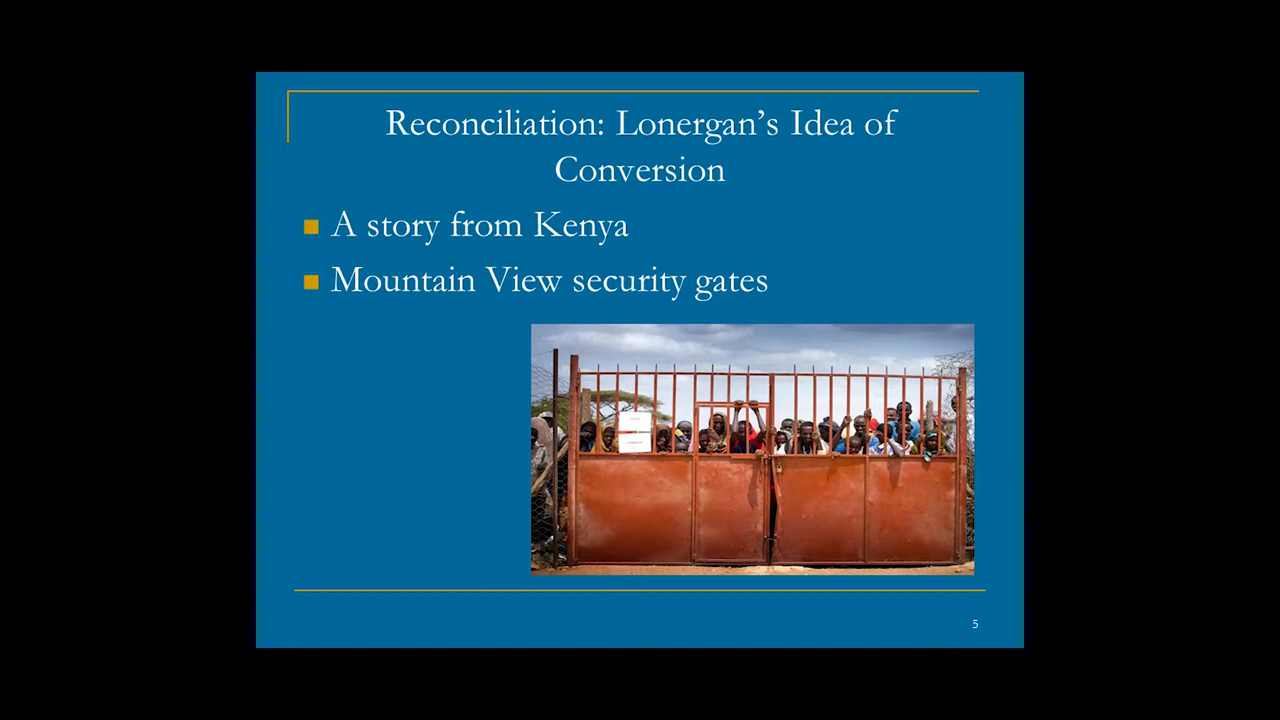 Reconciliation: Lonergan’s Idea of
Conversion
A story from Kenya
Mountain View security gates
5